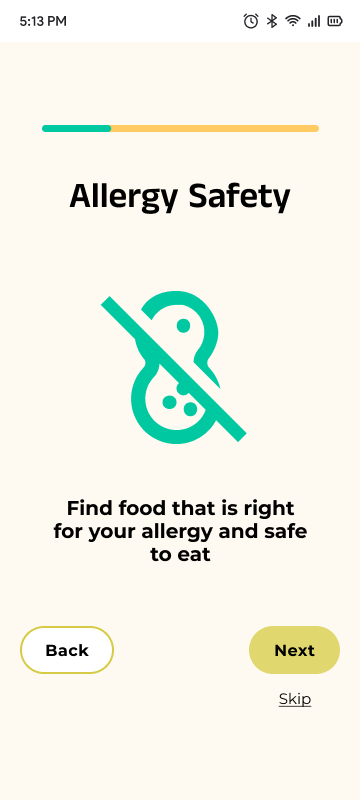 5:13 PM
Allergy Safety
Find food that is right
for your allergy and safe
to eat
Back
Next
Skip